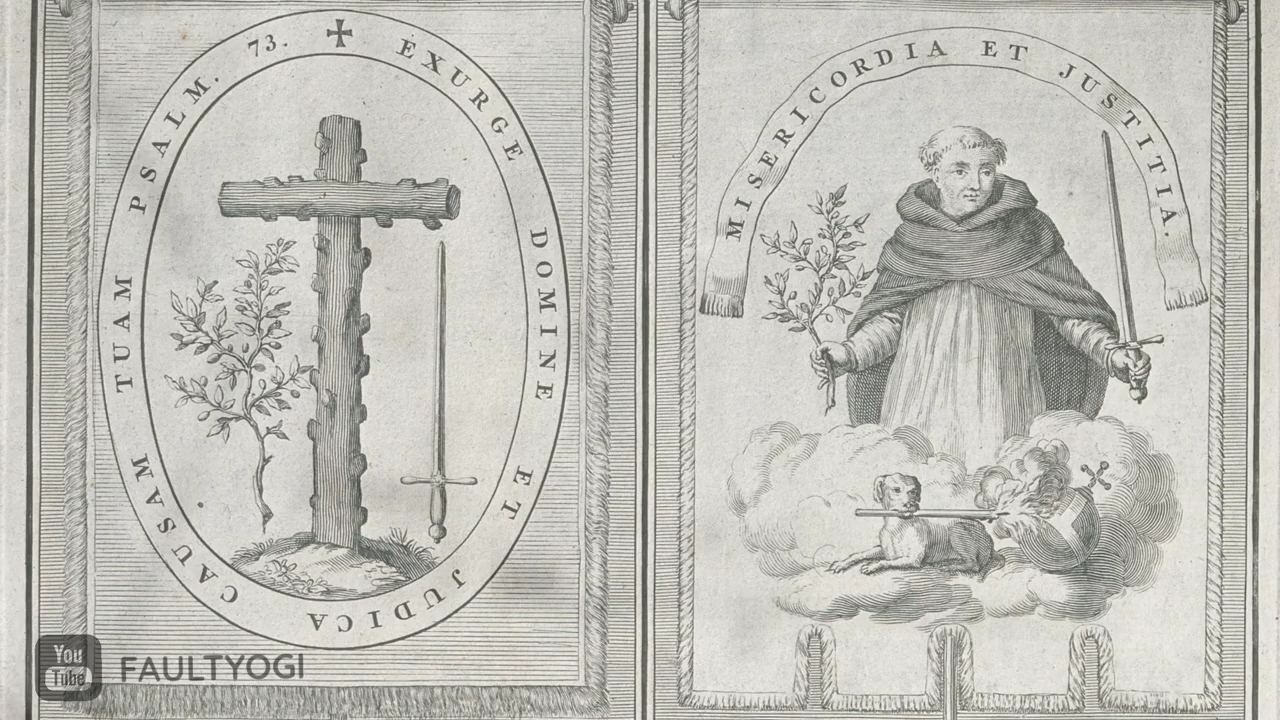 ✝ EXURGE DOMINE ET JUDICA CAUSAM TUAM PSALM. 73.
MISERICORDIA ET JUSTITIA.
You
Tube
FAULTYOGI